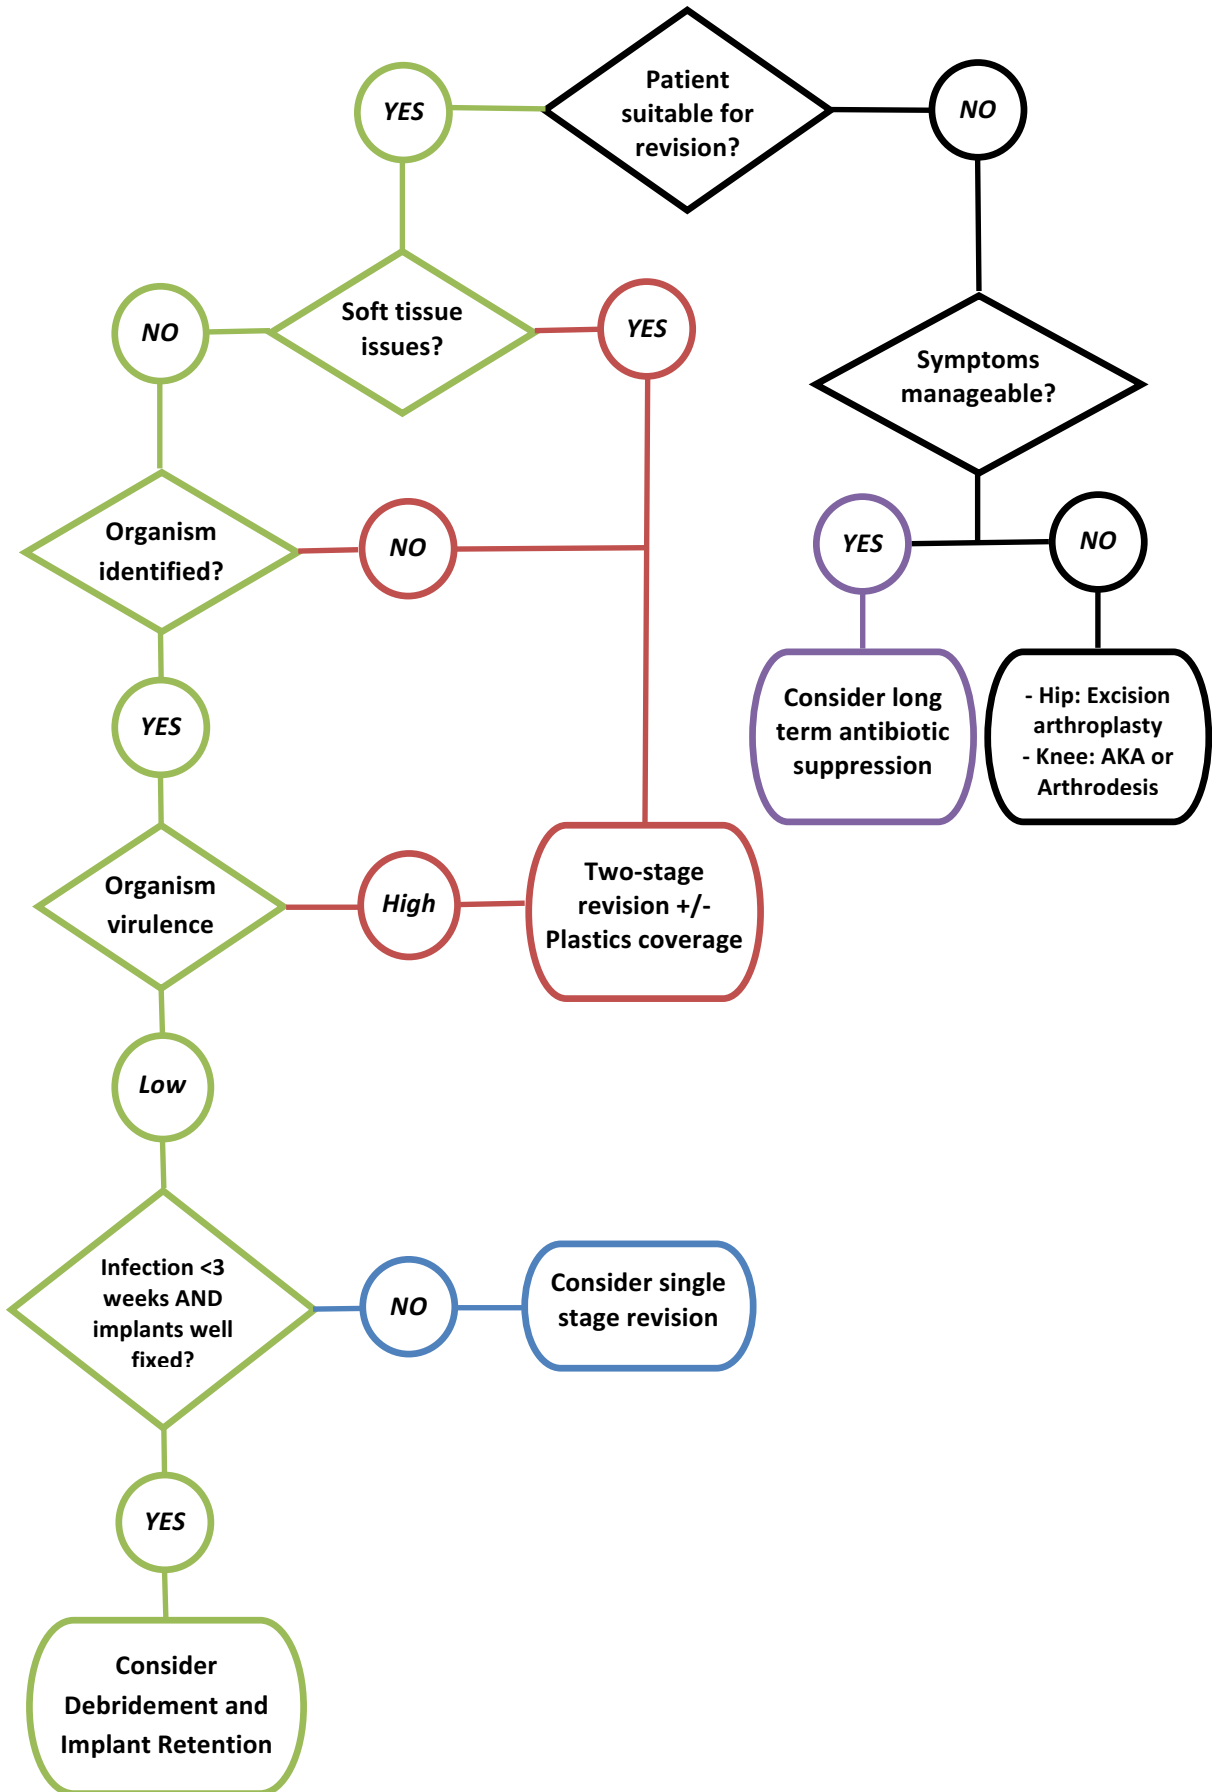 Patient
suitable for
revision?
YES
NO
Soft tissue
issues?
NO
YES
Symptoms
manageable?
Organism
identified?
NO
YES
NO
YES
Consider long
term antibiotic
suppression
- Hip: Excision
arthroplasty
- Knee: AKA or
Arthrodesis
Organism
virulence
High
Two-stage
revision +/-
Plastics coverage
Low
Infection <3
weeks AND
implants well
fixed?
NO
Consider single
stage revision
YES
Consider
Debridement and
Implant Retention